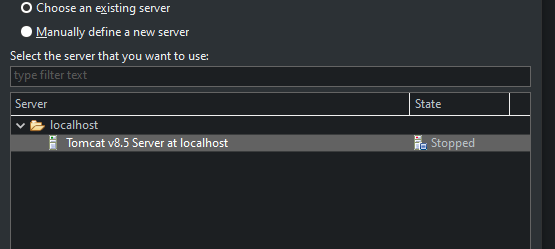 Choose an existing server
Manually define a new server
Select the server that you want to use:
type filter text
Server State
localhost
Tomcat v8.5 Server at localhost Stopped